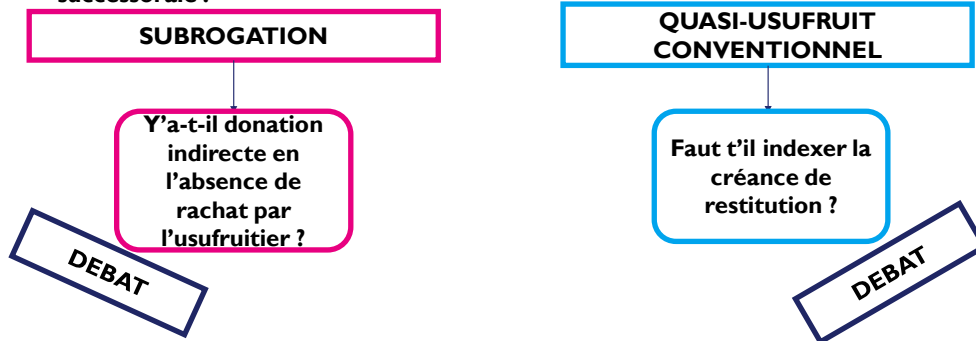 successorale ?
SUBROGATION
QUASI-USUFRUIT
CONVENTIONNEL
Y’a-t-il donation
indirecte en
l’absence de
rachat par
l’usufruitier ?
Faut t’il indexer la
créance de
restitution ?
DEBAT
DEBAT